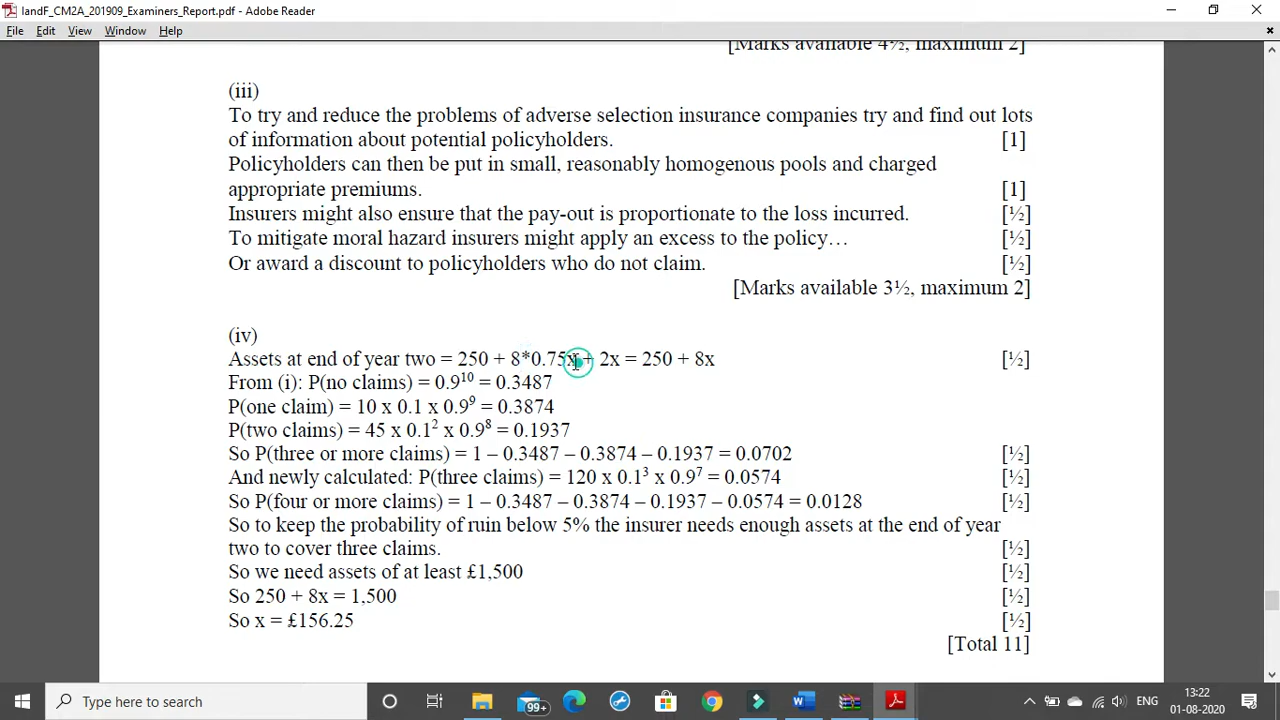 IandF_CM2A_201909_Examiners_Report.pdf - Adobe Reader
File Edit View Window Help
[Marks available 4½, maximum 2]
(iii)
To try and reduce the problems of adverse selection insurance companies try and find out lots
of information about potential policyholders. [1]
Policyholders can then be put in small, reasonably homogenous pools and charged
appropriate premiums. [1]
Insurers might also ensure that the pay-out is proportionate to the loss incurred. [½]
To mitigate moral hazard insurers might apply an excess to the policy… [½]
Or award a discount to policyholders who do not claim. [½]
[Marks available 3½, maximum 2]
(iv)
Assets at end of year two = 250 + 8*0.75x + 2x = 250 + 8x [½]
From (i): P(no claims) = 0.9¹⁰ = 0.3487
P(one claim) = 10 x 0.1 x 0.9⁹ = 0.3874
P(two claims) = 45 x 0.1² x 0.9⁸ = 0.1937
So P(three or more claims) = 1 – 0.3487 – 0.3874 – 0.1937 = 0.0702 [½]
And newly calculated: P(three claims) = 120 x 0.1³ x 0.9⁷ = 0.0574 [½]
So P(four or more claims) = 1 – 0.3487 – 0.3874 – 0.1937 – 0.0574 = 0.0128 [½]
So to keep the probability of ruin below 5% the insurer needs enough assets at the end of year
two to cover three claims. [½]
So we need assets of at least £1,500 [½]
So 250 + 8x = 1,500 [½]
So x = £156.25 [½]
[Total 11]
Type here to search 99+ ENG 13:22
01-08-2020